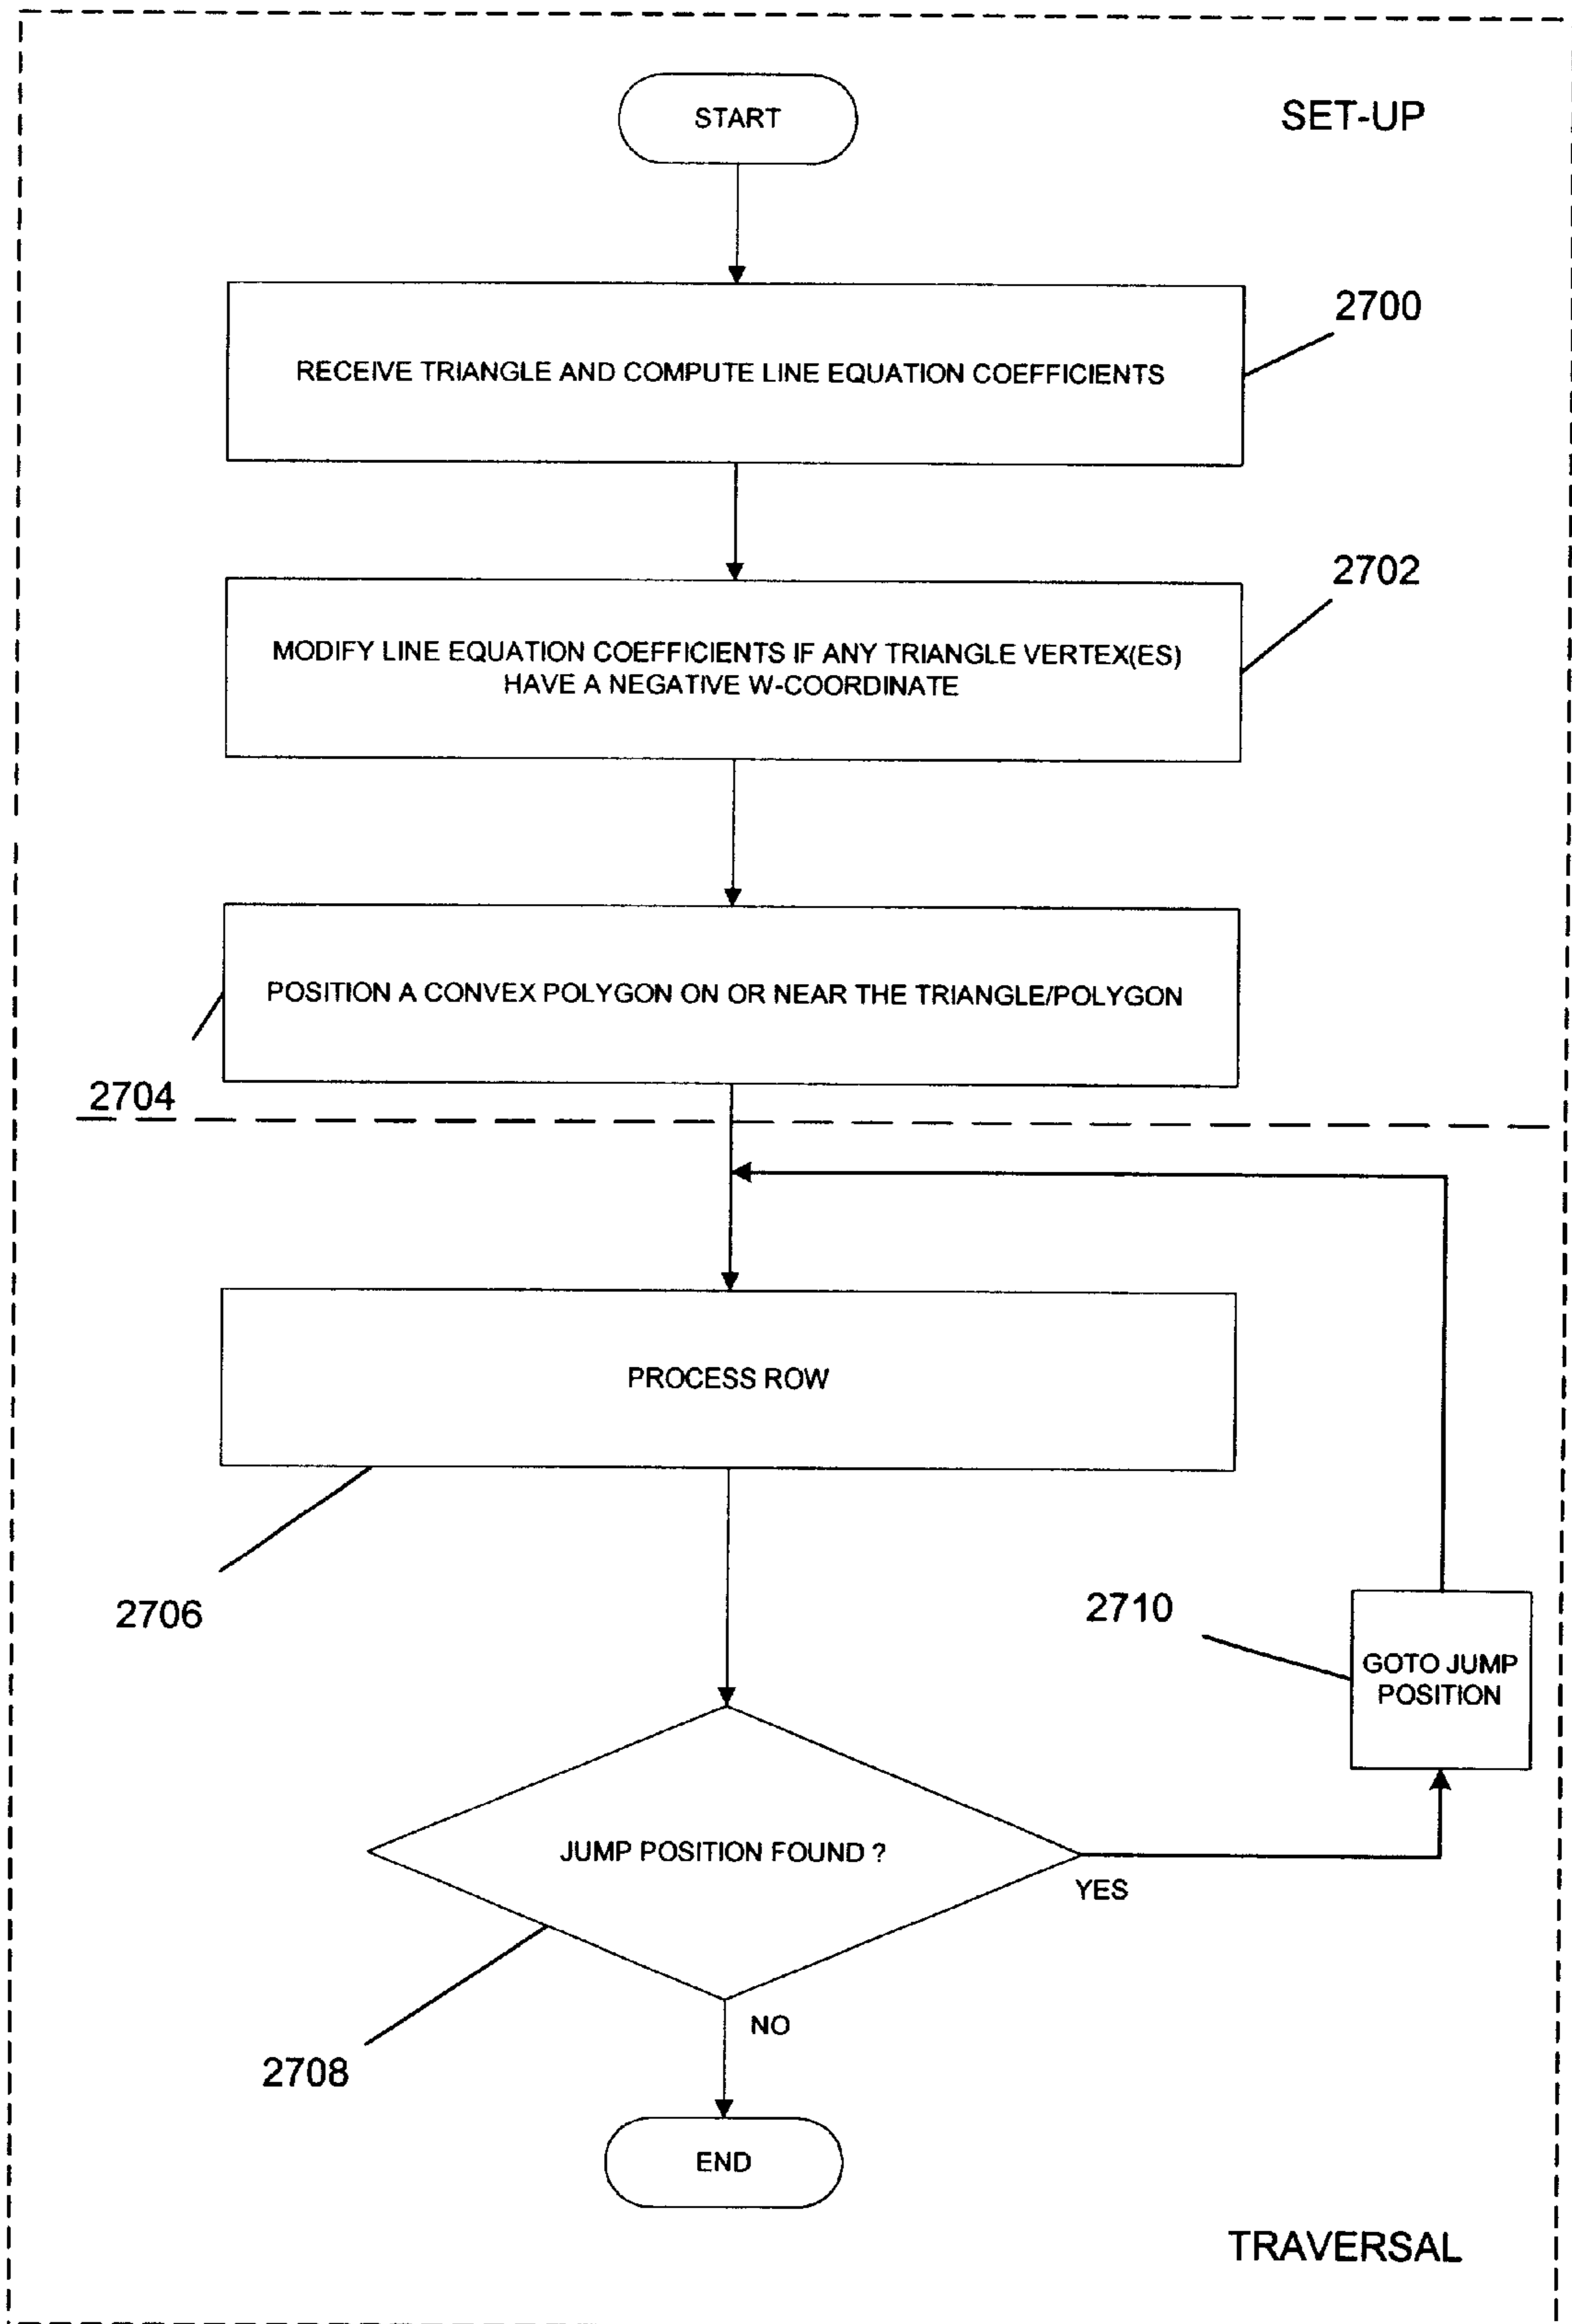 START
SET-UP
2700
RECEIVE TRIANGLE AND COMPUTE LINE EQUATION COEFFICIENTS
2702
MODIFY LINE EQUATION COEFFICIENTS IF ANY TRIANGLE VERTEX(ES)
HAVE A NEGATIVE W-COORDINATE
POSITION A CONVEX POLYGON ON OR NEAR THE TRIANGLE/POLYGON
2704
PROCESS ROW
2706
2710
GOTO JUMP
POSITION
JUMP POSITION FOUND ?
YES
NO
2708
END
TRAVERSAL